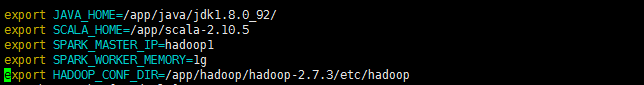 export JAVA_HOME=/app/java/jdk1.8.0_92/
export SCALA_HOME=/app/scala-2.10.5
export SPARK_MASTER_IP=hadoop1
export SPARK_WORKER_MEMORY=1g
export HADOOP_CONF_DIR=/app/hadoop/hadoop-2.7.3/etc/hadoop